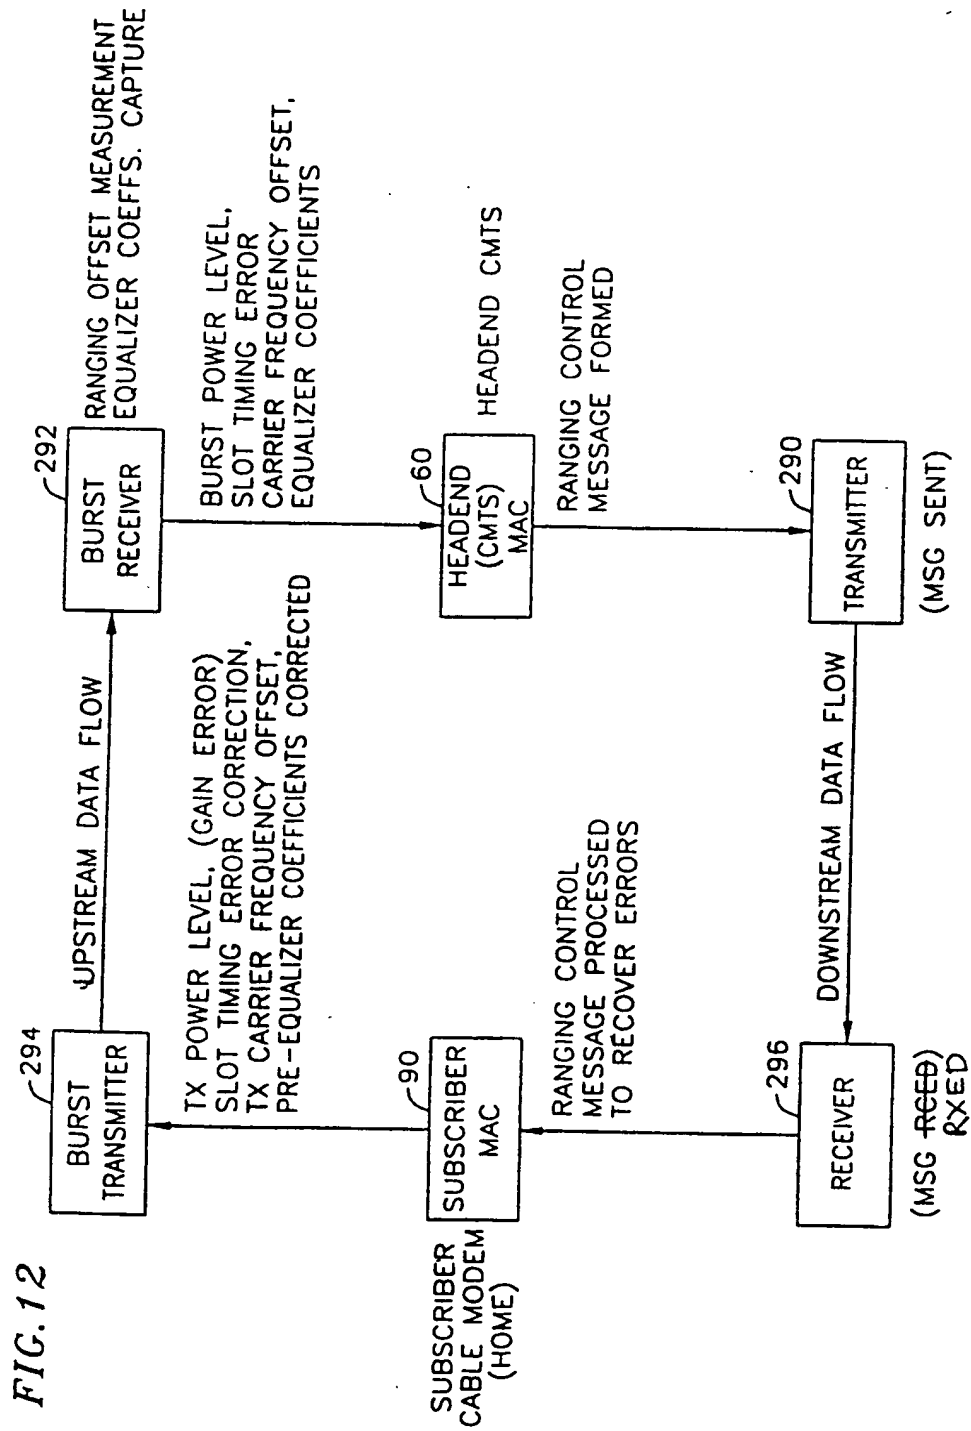 FIG.12
294
BURST
TRANSMITTER
UPSTREAM DATA FLOW
292
BURST
RECEIVER
RANGING OFFSET MEASUREMENT
EQUALIZER COEFFS. CAPTURE
TX POWER LEVEL, (GAIN ERROR)
SLOT TIMING ERROR CORRECTION,
TX CARRIER FREQUENCY OFFSET,
PRE-EQUALIZER COEFFICIENTS CORRECTED
BURST POWER LEVEL,
SLOT TIMING ERROR
CARRIER FREQUENCY OFFSET,
EQUALIZER COEFFICIENTS
SUBSCRIBER
CABLE MODEM
(HOME)
90
SUBSCRIBER
MAC
60
HEADEND
(CMTS)
MAC
HEADEND CMTS
RANGING CONTROL
MESSAGE PROCESSED
TO RECOVER ERRORS
RANGING CONTROL
MESSAGE FORMED
296
RECEIVER
DOWNSTREAM DATA FLOW
290
TRANSMITTER
(MSG RCED)
RXED
(MSG SENT)